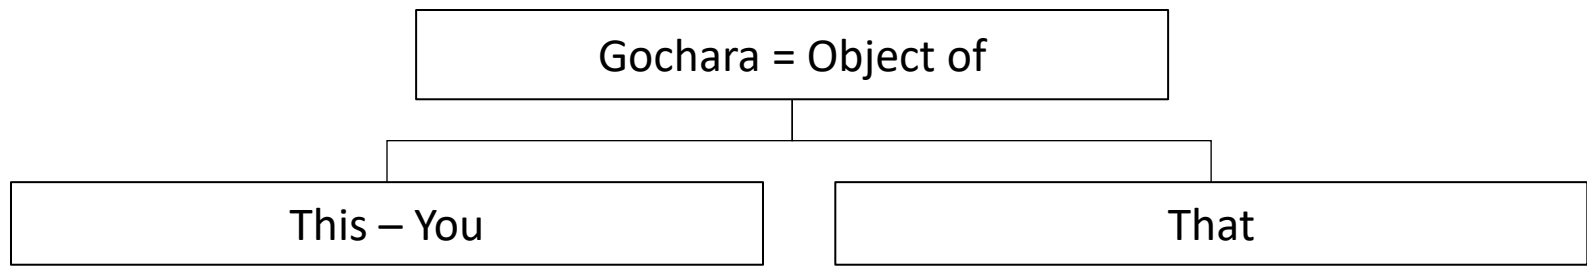 Gochara = Object of
This – You
That